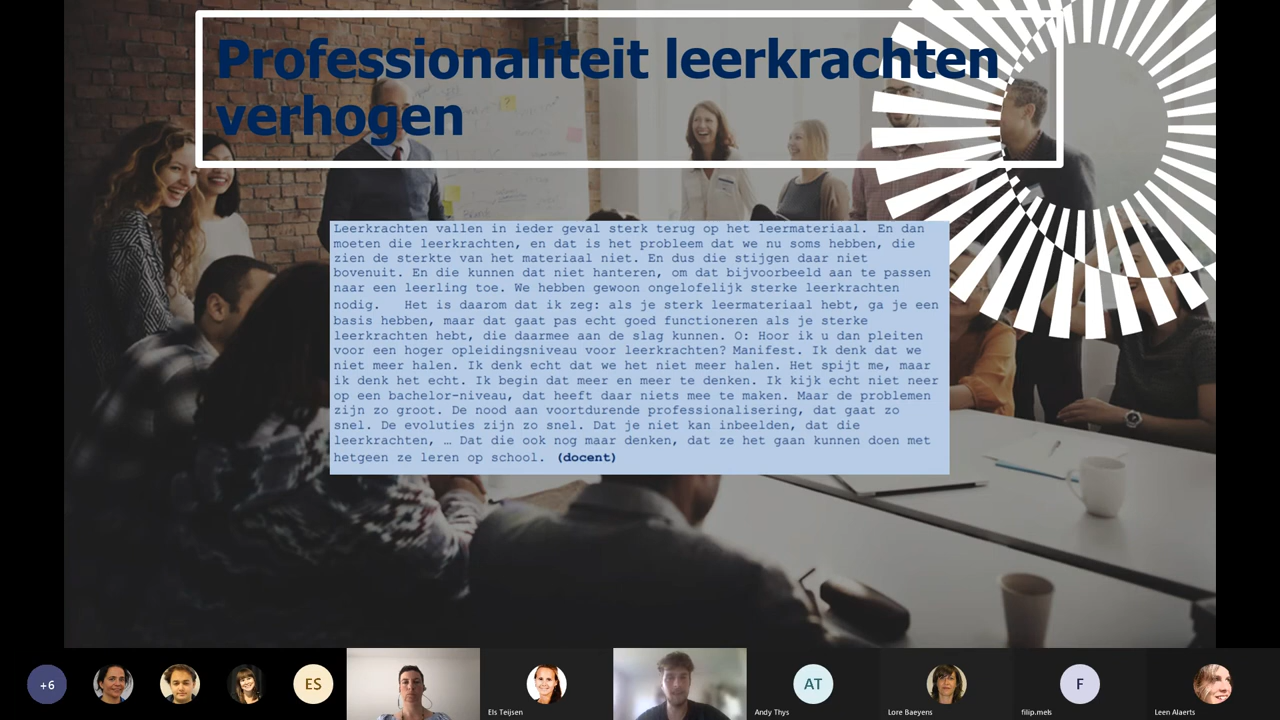 Professionaliteit leerkrachten
verhogen
Leerkrachten vallen in ieder geval sterk terug op het leermateriaal. En dan
moeten die leerkrachten, en dat is het probleem dat we nu soms hebben, die
zien de sterkte van het materiaal niet. En dus die stijgen daar niet
bovenuit. En die kunnen dat niet hanteren, om dat bijvoorbeeld aan te passen
naar een leerling toe. We hebben gewoon ongelofelijk sterke leerkrachten
nodig. Het is daarom dat ik zeg: als je sterk leermateriaal hebt, ga je een
basis hebben, maar dat gaat pas echt goed functioneren als je sterke
leerkrachten hebt, die daarmee aan de slag kunnen. O: Hoor ik u dan pleiten
voor een hoger opleidingsniveau voor leerkrachten? Manifest. Ik denk dat we
niet meer halen. Ik denk echt dat we het niet meer halen. Het spijt me, maar
ik denk het echt. Ik begin dat meer en meer te denken. Ik kijk echt niet neer
op een bachelor-niveau, dat heeft daar niets mee te maken. Maar de problemen
zijn zo groot. De nood aan voortdurende professionalisering, dat gaat zo
snel. De evoluties zijn zo snel. Dat je niet kan inbeelden, dat die
leerkrachten, … Dat die ook nog maar denken, dat ze het gaan kunnen doen met
hetgeen ze leren op school. (docent)
+6
ES
AT
F
Els Teijsen
Andy Thys
Lore Baeyens
filip.mels
Leen Alaerts